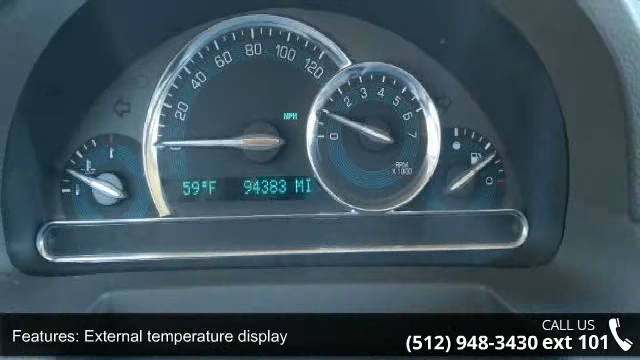 20 40 60 80 100 120
MPH
0
1 2 3 4 5 6 7
0
RPM
X1000
59°F 94383 MI
Features: External temperature display
CALL US
(512) 948-3430 ext 101